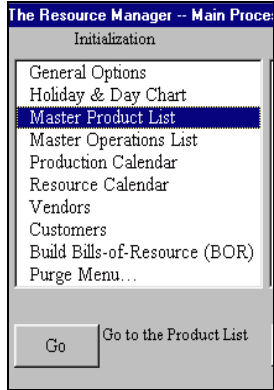 The Resource Manager -- Main Proce
Initialization
General Options
Holiday & Day Chart
Master Product List
Master Operations List
Production Calendar
Resource Calendar
Vendors
Customers
Build Bills-of-Resource (BOR)
Purge Menu...
Go
Go to the Product List